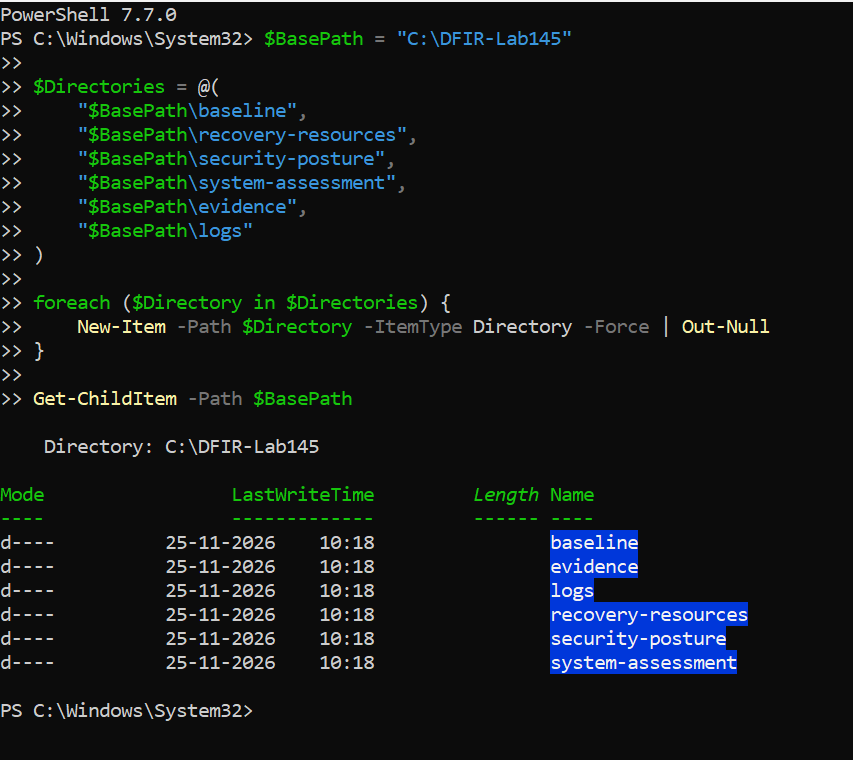 PowerShell 7.7.0
PS C:\Windows\System32> $BasePath = "C:\DFIR-Lab145"
>>
>> $Directories = @(
>>     "$BasePath\baseline",
>>     "$BasePath\recovery-resources",
>>     "$BasePath\security-posture",
>>     "$BasePath\system-assessment",
>>     "$BasePath\evidence",
>>     "$BasePath\logs"
>> )
>>
>> foreach ($Directory in $Directories) {
>>     New-Item -Path $Directory -ItemType Directory -Force | Out-Null
>> }
>>
>> Get-ChildItem -Path $BasePath

    Directory: C:\DFIR-Lab145

Mode                 LastWriteTime         Length Name
----                 -------------         ------ ----
d----          25-11-2026    10:18                baseline
d----          25-11-2026    10:18                evidence
d----          25-11-2026    10:18                logs
d----          25-11-2026    10:18                recovery-resources
d----          25-11-2026    10:18                security-posture
d----          25-11-2026    10:18                system-assessment

PS C:\Windows\System32>